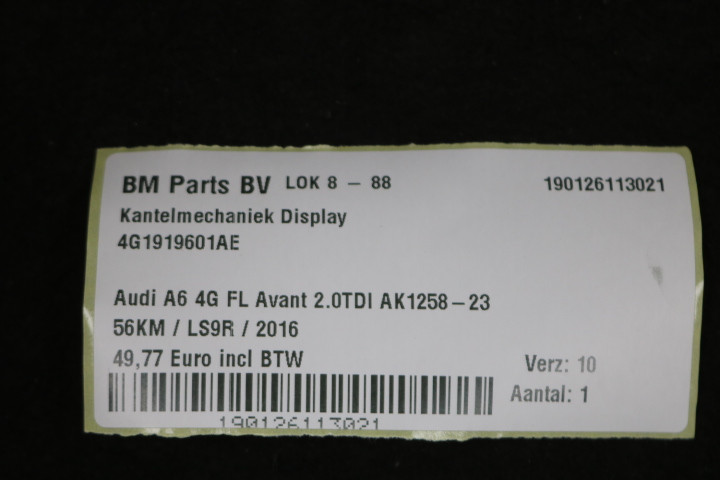 BM Parts BV LOK 8 - 88 190126113021
Kantelmechaniek Display
4G1919601AE
Audi A6 4G FL Avant 2.0TDI AK1258-23
56KM / LS9R / 2016
49,77 Euro incl BTW Verz: 10
Aantal: 1
190126113021